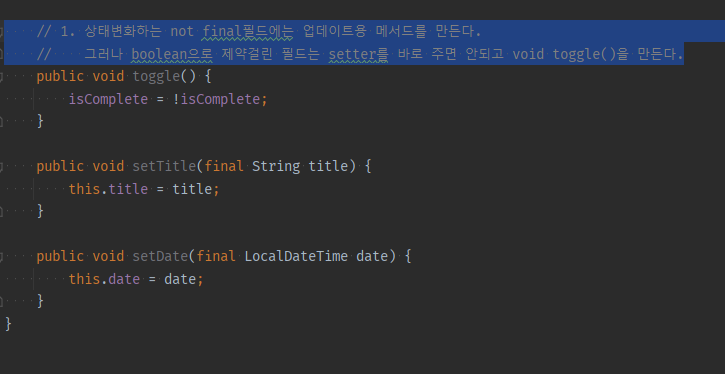 // 1. 상태변화하는 not final필드에는 업데이트용 메서드를 만든다.
//    그러나 boolean으로 제약걸린 필드는 setter를 바로 주면 안되고 void toggle()을 만든다.
public void toggle() {
isComplete = !isComplete;
}
public void setTitle(final String title) {
this.title = title;
}
public void setDate(final LocalDateTime date) {
this.date = date;
}
}